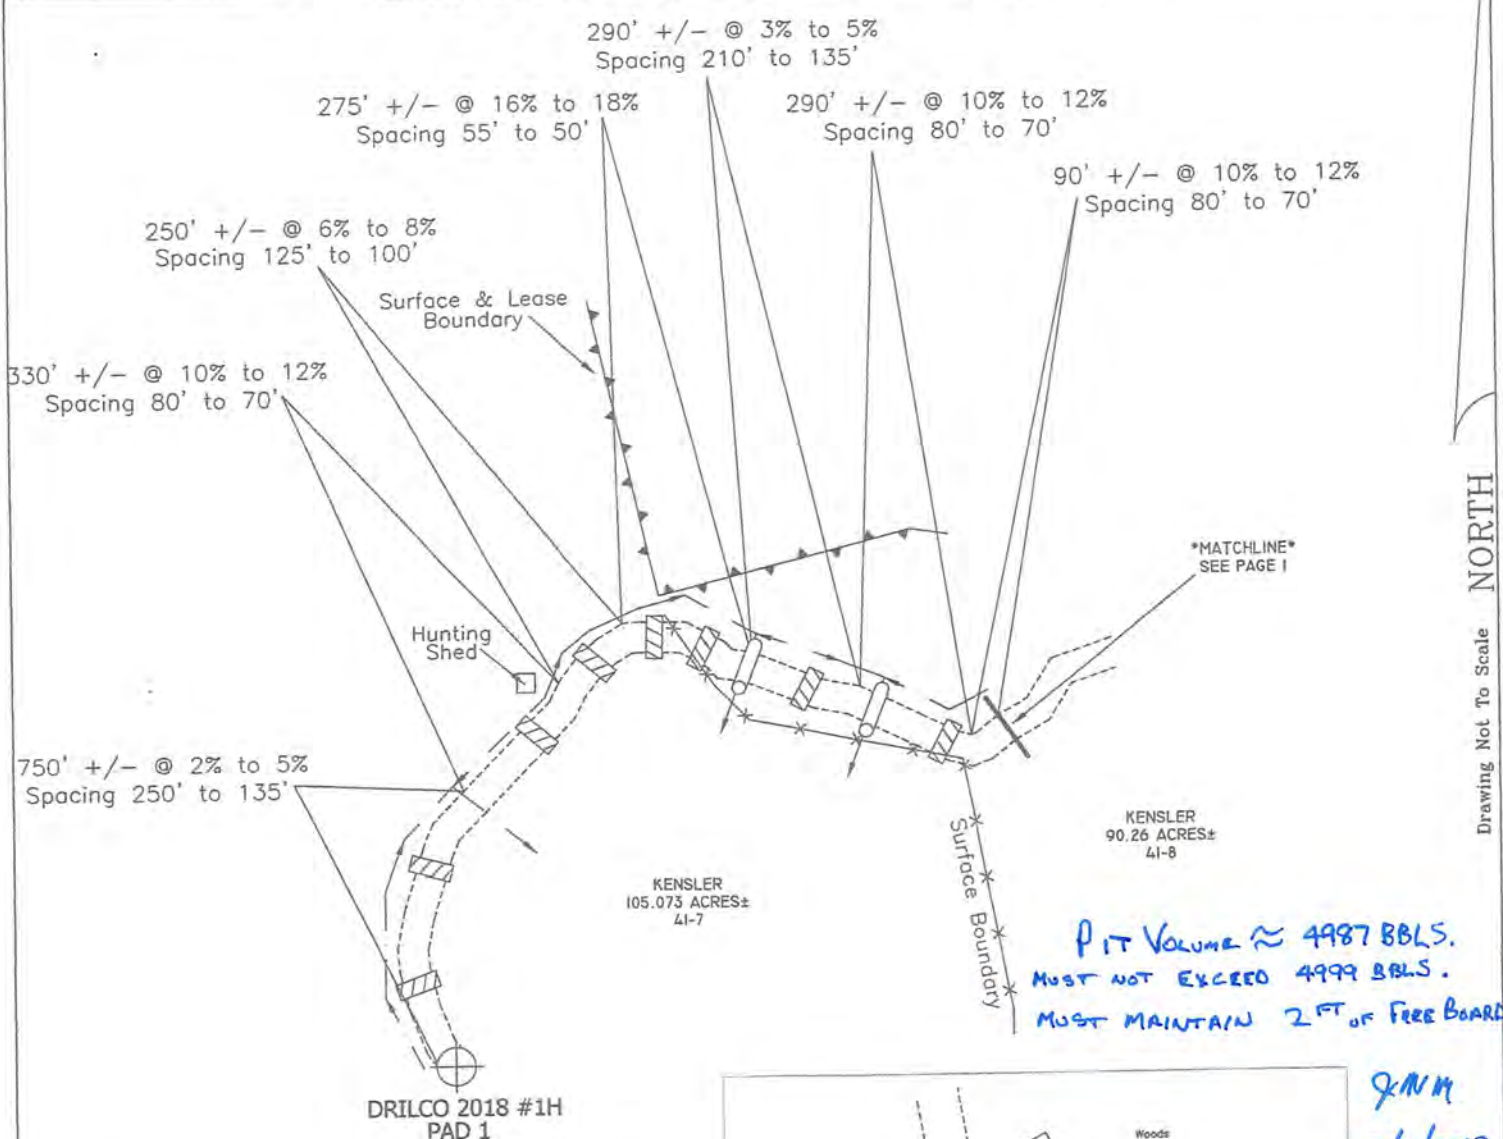 290' +/- @ 3% to 5%
Spacing 210' to 135'
275' +/- @ 16% to 18%
Spacing 55' to 50'
290' +/- @ 10% to 12%
Spacing 80' to 70'
90' +/- @ 10% to 12%
Spacing 80' to 70'
250' +/- @ 6% to 8%
Spacing 125' to 100'
Surface & Lease
Boundary
330' +/- @ 10% to 12%
Spacing 80' to 70'
*MATCHLINE*
SEE PAGE 1
NORTH
Drawing Not To Scale
Hunting
Shed
750' +/- @ 2% to 5%
Spacing 250' to 135'
KENSLER
90.26 ACRES±
41-8
KENSLER
105.073 ACRES±
41-7
Surface Boundary
PIT VOLUME ≈ 4987 BBLS.
MUST NOT EXCEED 4999 BBLS.
MUST MAINTAIN 2 FT OF FREE BOARD
DRILCO 2018 #1H
PAD 1
Woods